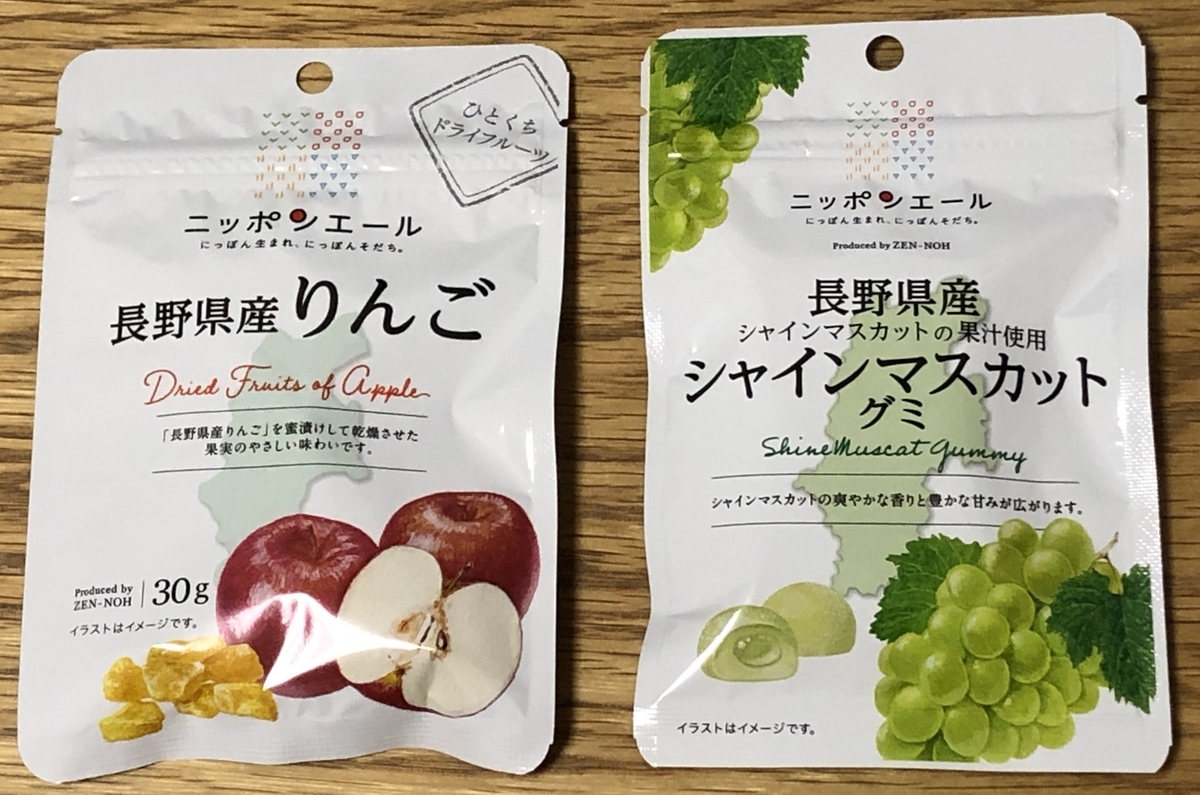 ひとくち
ドライフルーツ
ニッポンエール
にっぽん生まれ、にっぽんそだち。
長野県産りんご
Dried Fruits of Apple
「長野県産りんご」を蜜漬けして乾燥させた
果実のやさしい味わいです。
Produced by
ZEN-NOH
30g
イラストはイメージです。
ニッポンエール
にっぽん生まれ、にっぽんそだち。
Produced by ZEN-NOH
長野県産
シャインマスカットの果汁使用
シャインマスカット
グミ
Shine Muscat Gummy
シャインマスカットの爽やかな香りと豊かな甘みが広がります。
イラストはイメージです。